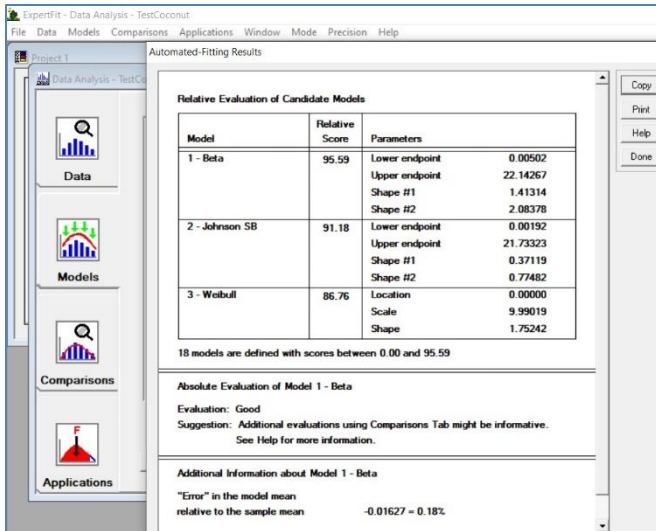 ExpertFit - Data Analysis - TestCoconut
File Data Models Comparisons Applications Window Mode Precision Help
Project 1
Data Analysis - TestCo
Automated-Fitting Results
Data
Models
Comparisons
Applications
Relative Evaluation of Candidate Models
Model Relative Score Parameters
1 - Beta 95.59 Lower endpoint 0.00502
Upper endpoint 22.14267
Shape #1 1.41314
Shape #2 2.08378
2 - Johnson SB 91.18 Lower endpoint 0.00192
Upper endpoint 21.73323
Shape #1 0.37119
Shape #2 0.77482
3 - Weibull 86.76 Location 0.00000
Scale 9.99019
Shape 1.75242
18 models are defined with scores between 0.00 and 95.59
Absolute Evaluation of Model 1 - Beta
Evaluation: Good
Suggestion: Additional evaluations using Comparisons Tab might be informative.
See Help for more information.
Additional Information about Model 1 - Beta
"Error" in the model mean
relative to the sample mean -0.01627 = 0.18%
Copy
Print
Help
Done